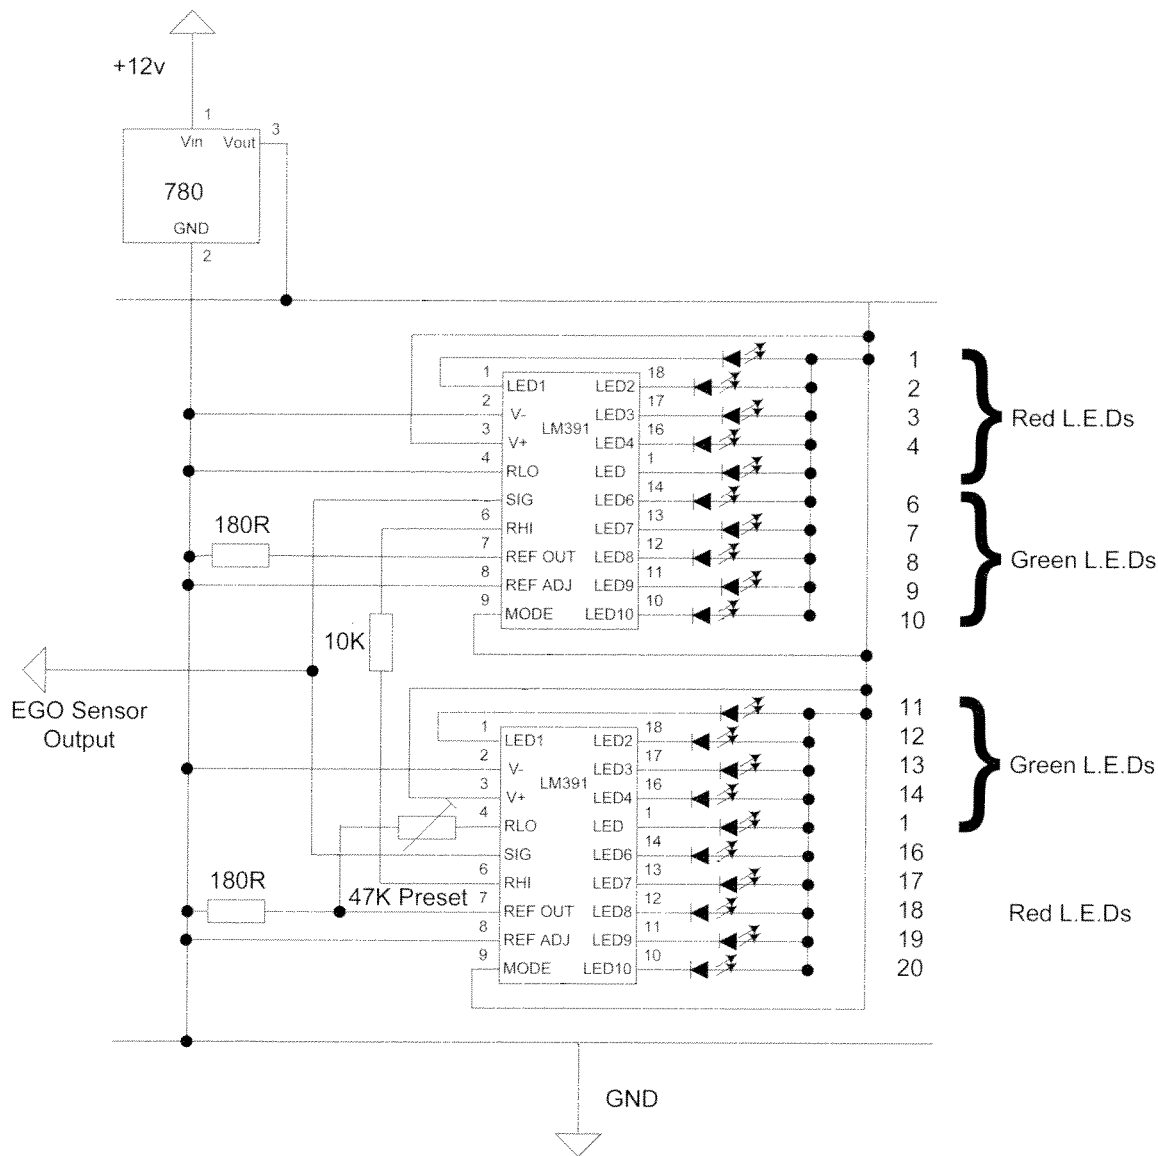 +12v
1
3
Vin Vout
780
GND
2
1
LED1 LED2
18
1
2
V- LED3
17
2
3
LM391
V+ LED4
16
3
Red L.E.Ds
4
4
RLO LED
1
SIG LED6
14
6
6
RHI LED7
13
7
180R
7
REF OUT LED8
12
8
Green L.E.Ds
8
REF ADJ LED9
11
9
9
MODE LED10
10
10
10K
EGO Sensor
Output
11
1
LED1 LED2
18
12
2
V- LED3
17
13
Green L.E.Ds
3
LM391
V+ LED4
16
14
4
RLO LED
1
1
SIG LED6
14
16
6
RHI LED7
13
17
180R
47K Preset
7
REF OUT LED8
12
18
Red L.E.Ds
8
REF ADJ LED9
11
19
9
MODE LED10
10
20
GND